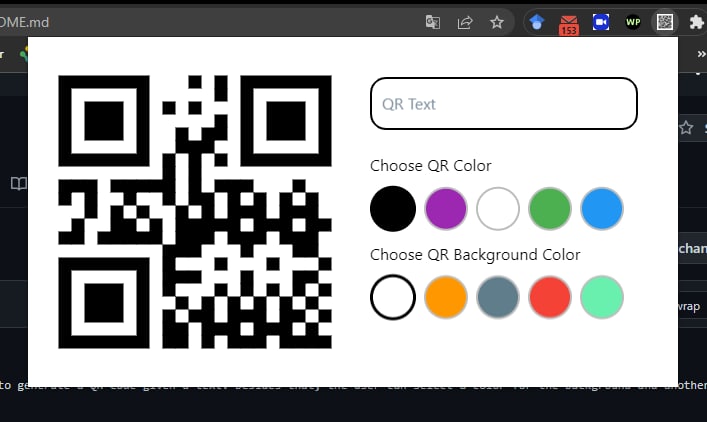 OME.md
153
WP
r
»
QR Text
S
Choose QR Color
chan
Choose QR Background Color
wrap
to generate a QR code given a text. Besides that, the user can select a color for the background and another